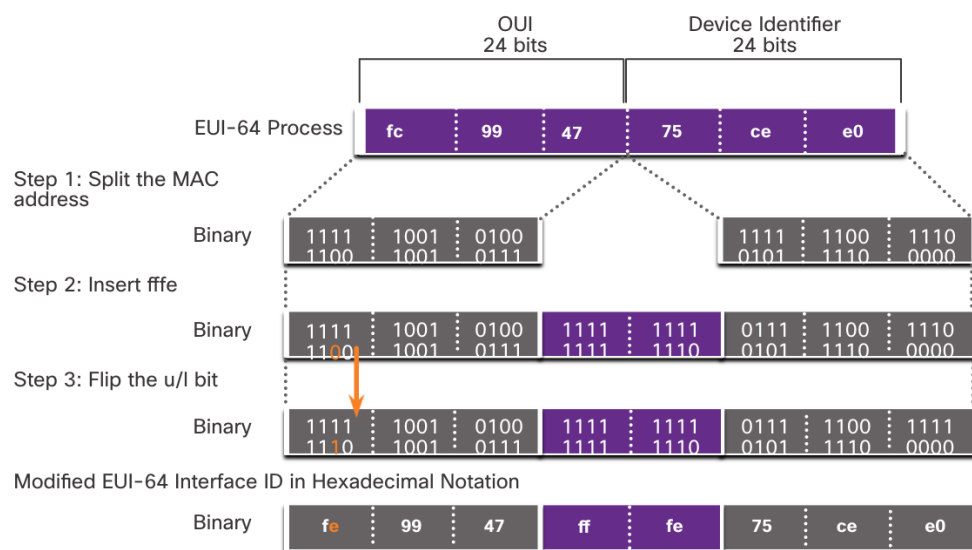 OUI
24 bits
Device Identifier
24 bits
EUI-64 Process
fc 99 47 75 ce e0
Step 1: Split the MAC
address
Binary
1111 1001 0100 1111 1100 1110
1100 1001 0111 0101 1110 0000
Step 2: Insert fffe
Binary
1111 1001 0100 1111 1111 0111 1100 1110
1100 1001 0111 1111 1110 0101 1110 0000
Step 3: Flip the u/l bit
Binary
1111 1001 0100 1111 1111 0111 1100 1111
1110 1001 0111 1111 1110 0101 1110 0000
Modified EUI-64 Interface ID in Hexadecimal Notation
Binary
fe 99 47 ff fe 75 ce e0